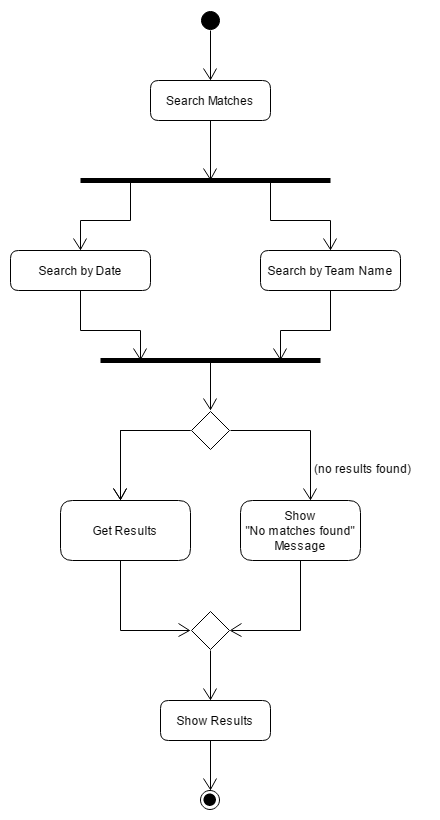 Search Matches
Search by Date
Search by Team Name
(no results found)
Get Results
Show
"No matches found"
Message
Show Results